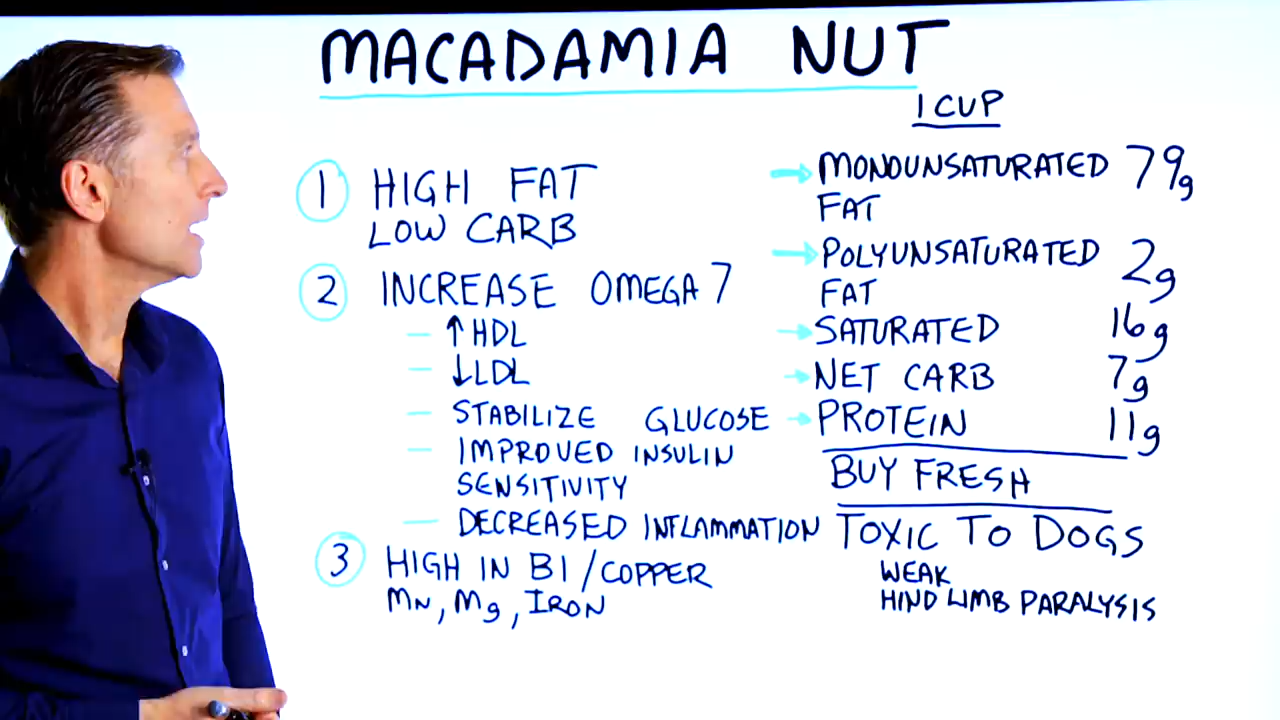 MACADAMIA NUT
1 HIGH FAT
LOW CARB
2 INCREASE OMEGA 7
– ↑HDL
– ↓LDL
– STABILIZE GLUCOSE
– IMPROVED INSULIN
SENSITIVITY
– DECREASED INFLAMMATION
3 HIGH IN B1/COPPER
MN, Mg, IRON
1 CUP
→ MONOUNSATURATED 79g
FAT
→ POLYUNSATURATED 2g
FAT
→ SATURATED 16g
→ NET CARB 7g
→ PROTEIN 11g
BUY FRESH
TOXIC TO DOGS
WEAK
HIND LIMB PARALYSIS